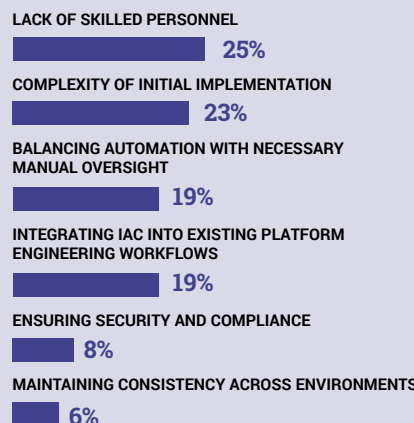 LACK OF SKILLED PERSONNEL
25%
COMPLEXITY OF INITIAL IMPLEMENTATION
23%
BALANCING AUTOMATION WITH NECESSARY
MANUAL OVERSIGHT
19%
INTEGRATING IAC INTO EXISTING PLATFORM
ENGINEERING WORKFLOWS
19%
ENSURING SECURITY AND COMPLIANCE
8%
MAINTAINING CONSISTENCY ACROSS ENVIRONMENTS
6%